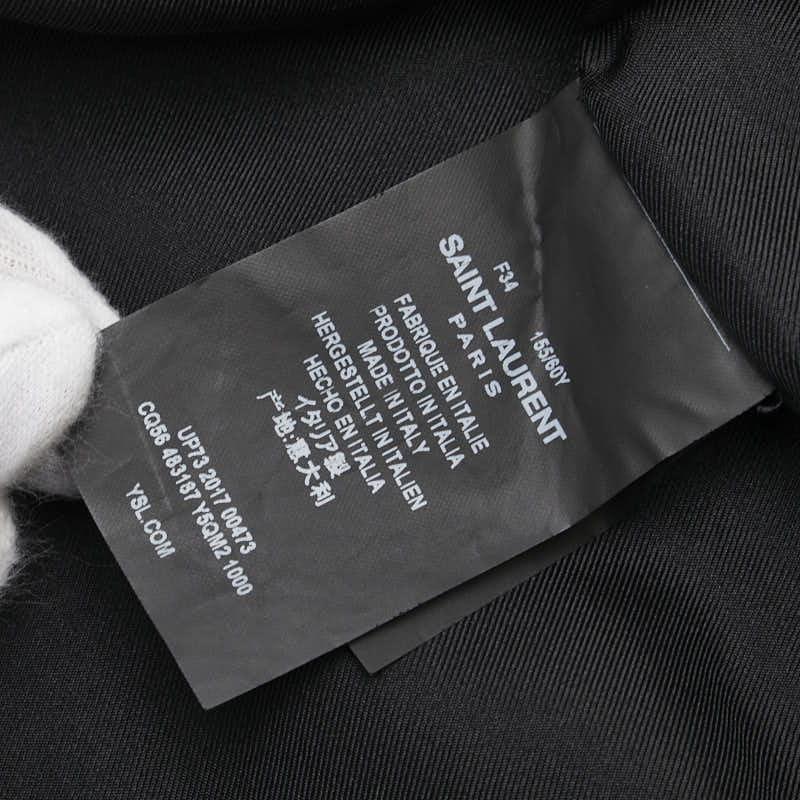 F34 155/60Y
SAINT LAURENT
PARIS
FABRIQUE EN ITALIE
PRODOTTO IN ITALIA
MADE IN ITALY
HERGESTELLT IN ITALIEN
HECHO EN ITALIA
イタリア製
产地:意大利
UP73 2017 00473
CQ56 463187 Y5QM2 1000
YSL.COM